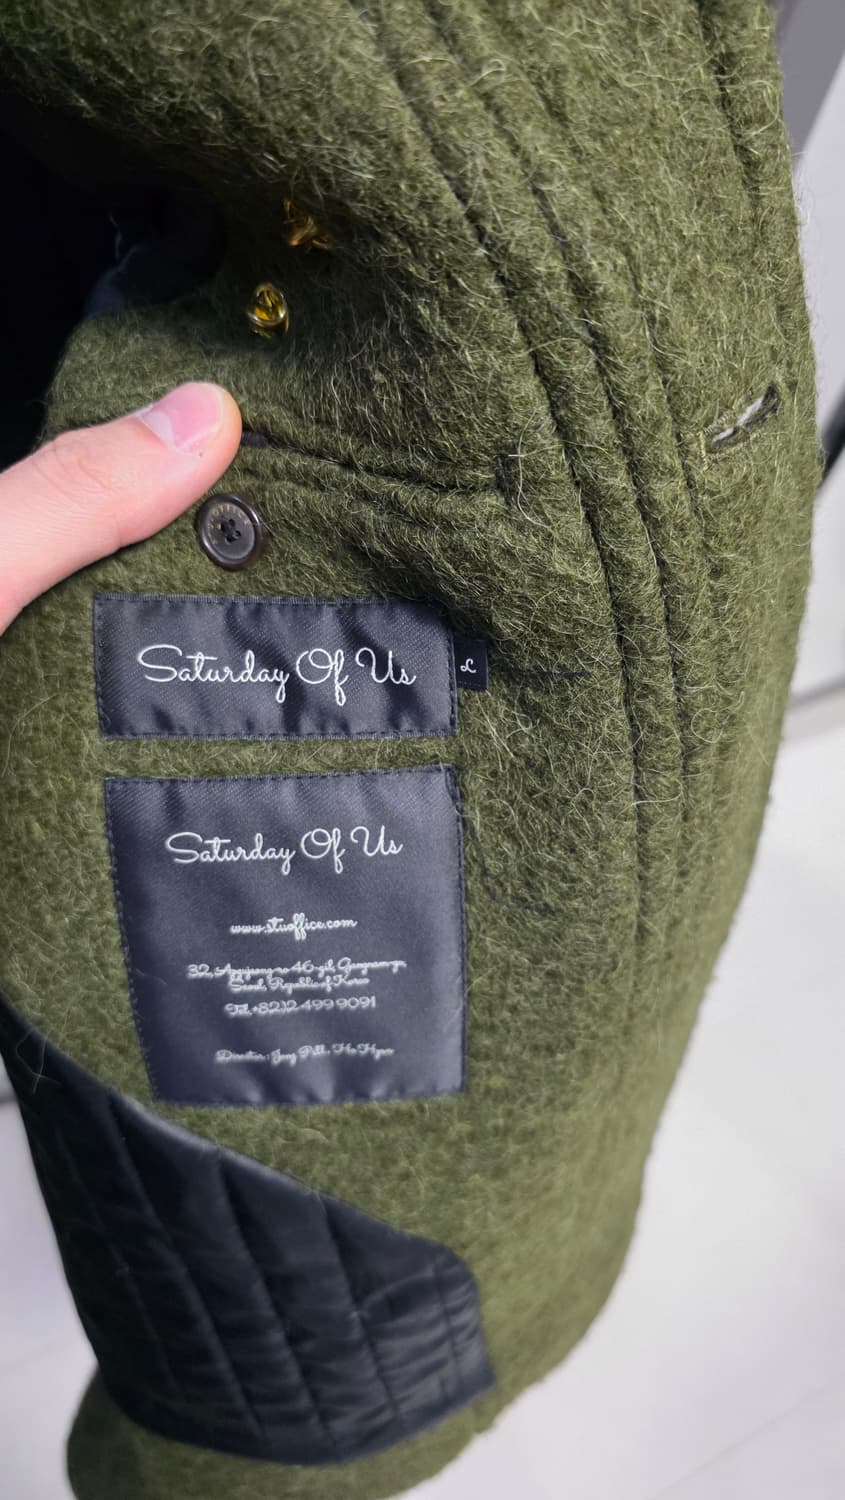 Saturday Of Us
L
Saturday Of Us
www.stuoffice.com
32, Apgujeong-ro 46-gil, Gangnam-gu,
Seoul, Republic of Korea
Tel. +82)2 499 9091
Director :